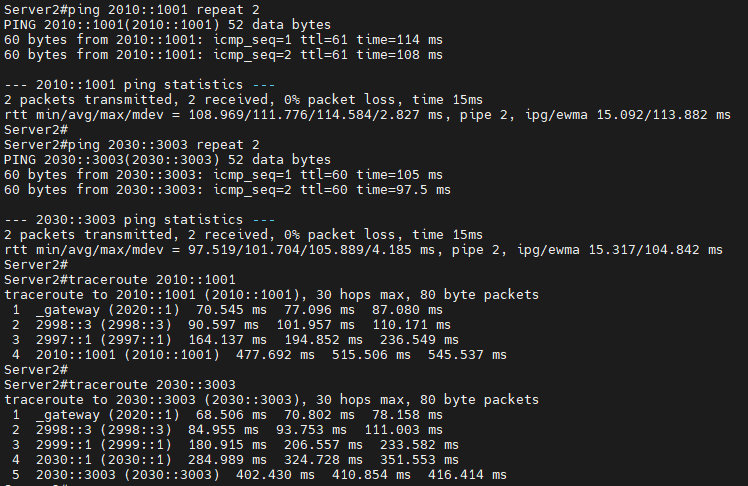 Server2#ping 2010::1001 repeat 2
PING 2010::1001(2010::1001) 52 data bytes
60 bytes from 2010::1001: icmp_seq=1 ttl=61 time=114 ms
60 bytes from 2010::1001: icmp_seq=2 ttl=61 time=108 ms
--- 2010::1001 ping statistics ---
2 packets transmitted, 2 received, 0% packet loss, time 15ms
rtt min/avg/max/mdev = 108.969/111.776/114.584/2.827 ms, pipe 2, ipg/ewma 15.092/113.882 ms
Server2#
Server2#ping 2030::3003 repeat 2
PING 2030::3003(2030::3003) 52 data bytes
60 bytes from 2030::3003: icmp_seq=1 ttl=60 time=105 ms
60 bytes from 2030::3003: icmp_seq=2 ttl=60 time=97.5 ms
--- 2030::3003 ping statistics ---
2 packets transmitted, 2 received, 0% packet loss, time 15ms
rtt min/avg/max/mdev = 97.519/101.704/105.889/4.185 ms, pipe 2, ipg/ewma 15.317/104.842 ms
Server2#
Server2#traceroute 2010::1001
traceroute to 2010::1001 (2010::1001), 30 hops max, 80 byte packets
1 _gateway (2020::1) 70.545 ms 77.096 ms 87.080 ms
2 2998::3 (2998::3) 90.597 ms 101.957 ms 110.171 ms
3 2997::1 (2997::1) 164.137 ms 194.852 ms 236.549 ms
4 2010::1001 (2010::1001) 477.692 ms 515.506 ms 545.537 ms
Server2#
Server2#traceroute 2030::3003
traceroute to 2030::3003 (2030::3003), 30 hops max, 80 byte packets
1 _gateway (2020::1) 68.506 ms 70.802 ms 78.158 ms
2 2998::3 (2998::3) 84.955 ms 93.753 ms 111.003 ms
3 2999::1 (2999::1) 180.915 ms 206.557 ms 233.582 ms
4 2030::1 (2030::1) 284.989 ms 324.728 ms 351.553 ms
5 2030::3003 (2030::3003) 402.430 ms 410.854 ms 416.414 ms